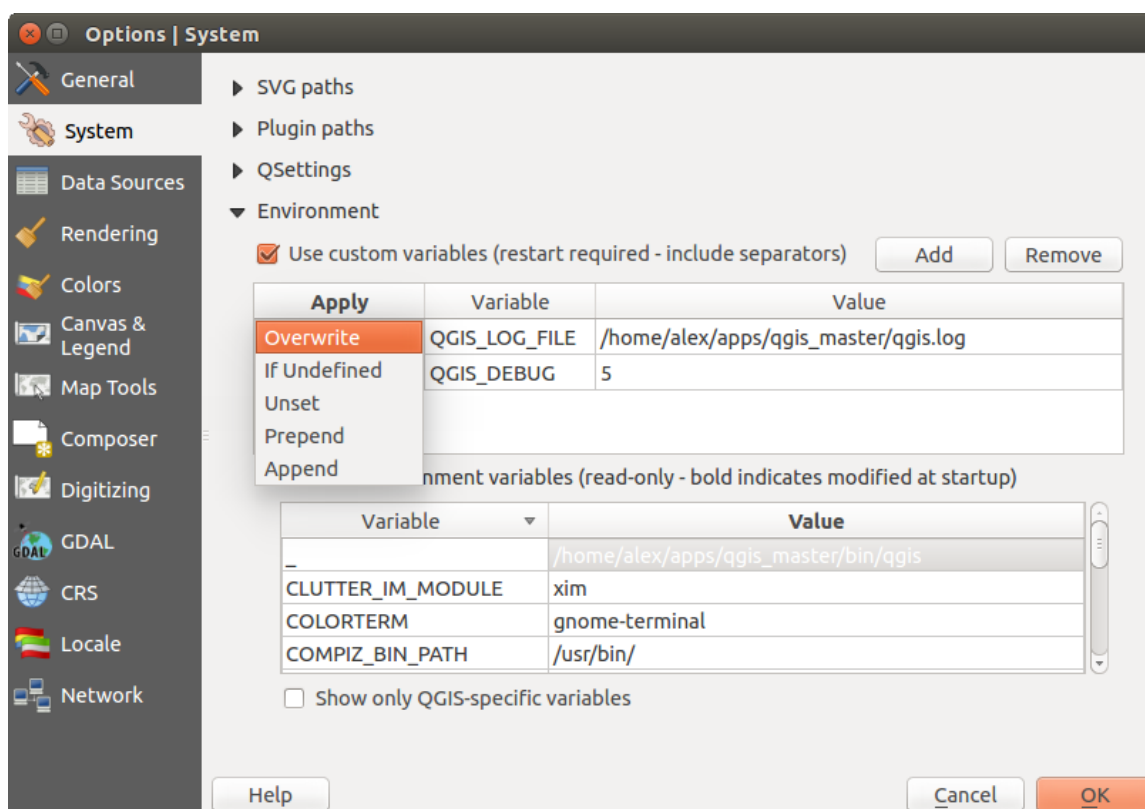 Options | System
General
System
Data Sources
Rendering
Colors
Canvas &
Legend
Map Tools
Composer
Digitizing
GDAL
GDAL
CRS
Locale
Network
SVG paths
Plugin paths
QSettings
Environment
Use custom variables (restart required - include separators) Add Remove
Apply Variable Value
Overwrite QGIS_LOG_FILE /home/alex/apps/qgis_master/qgis.log
If Undefined QGIS_DEBUG 5
Unset
Prepend
Append
variables (read-only - bold indicates modified at startup)
Variable Value
_ /home/alex/apps/qgis_master/bin/qgis
CLUTTER_IM_MODULE xim
COLORTERM gnome-terminal
COMPIZ_BIN_PATH /usr/bin/
Show only QGIS-specific variables
Help Cancel OK